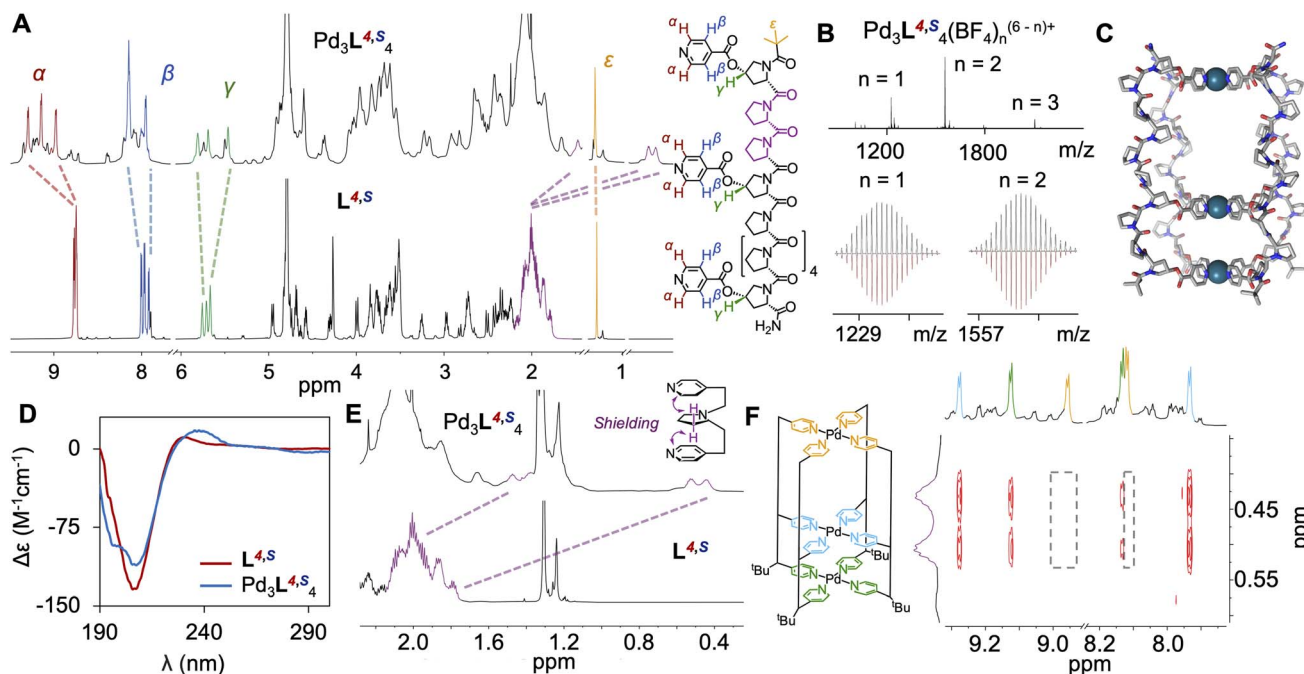 A
Pd₃L⁴,ˢ₄
α
β
γ
ε
L⁴,ˢ
9
8
6
5
4
3
2
1
ppm
α
H
H
β
ε
N
O
O
N
O
α
H
H
β
H
γ
N
O
N
O
α
H
H
β
N
O
O
N
O
α
H
H
β
H
γ
N
O
N
O
4
α
H
H
β
N
O
O
N
O
α
H
H
β
H
γ
H₂N
B
Pd₃L⁴,ˢ₄(BF₄)ₙ⁽⁶ ⁻ ⁿ⁾⁺
n = 1
n = 2
n = 3
1200
1800
m/z
n = 1
n = 2
1229
m/z
1557
m/z
C
D
0
-75
-150
Δε (M⁻¹cm⁻¹)
L⁴,ˢ
Pd₃L⁴,ˢ₄
190
240
290
λ (nm)
E
Pd₃L⁴,ˢ₄
Shielding
N
H
N
H
N
L⁴,ˢ
2.0
1.6
1.2
0.8
0.4
ppm
F
N
N
Pd
N
N
N
N
Pd
N
N
ᵗBu
ᵗBu
N
N
Pd
N
N
ᵗBu
ᵗBu
0.45
0.55
ppm
9.2
9.0
8.2
8.0
ppm